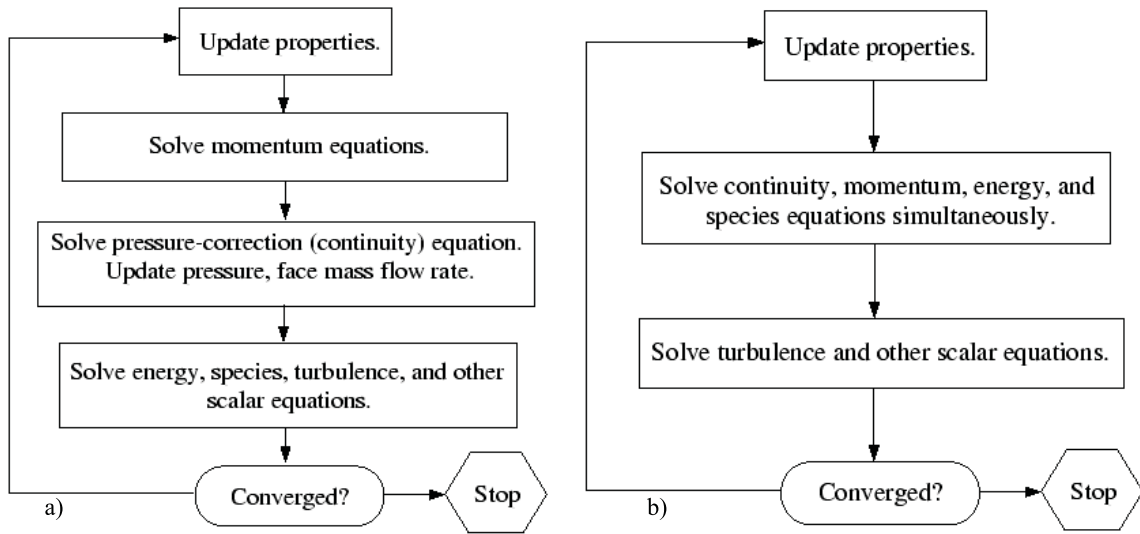 Update properties.
Solve momentum equations.
Solve pressure-correction (continuity) equation.
Update pressure, face mass flow rate.
Solve energy, species, turbulence, and other
scalar equations.
Converged?
Stop
a)
Update properties.
Solve continuity, momentum, energy, and
species equations simultaneously.
Solve turbulence and other scalar equations.
Converged?
Stop
b)